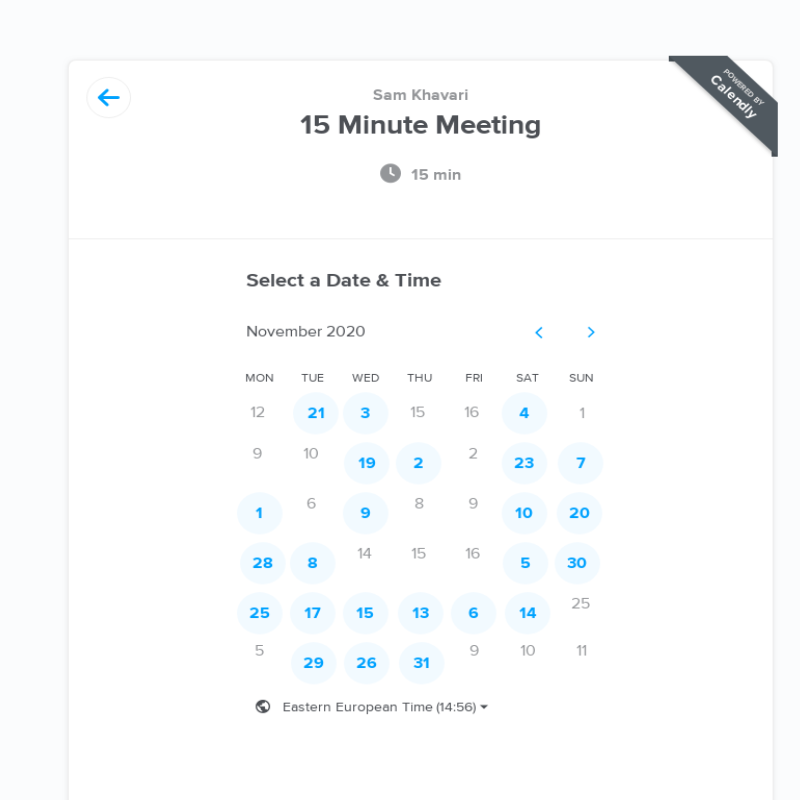 POWERED BY
Calendly
Sam Khavari
15 Minute Meeting
15 min
Select a Date & Time
November 2020
MON TUE WED THU FRI SAT SUN
12 21 3 15 16 4 1
9 10 19 2 2 23 7
1 6 9 8 9 10 20
28 8 14 15 16 5 30
25 17 15 13 6 14 25
5 29 26 31 9 10 11
Eastern European Time (14:56)